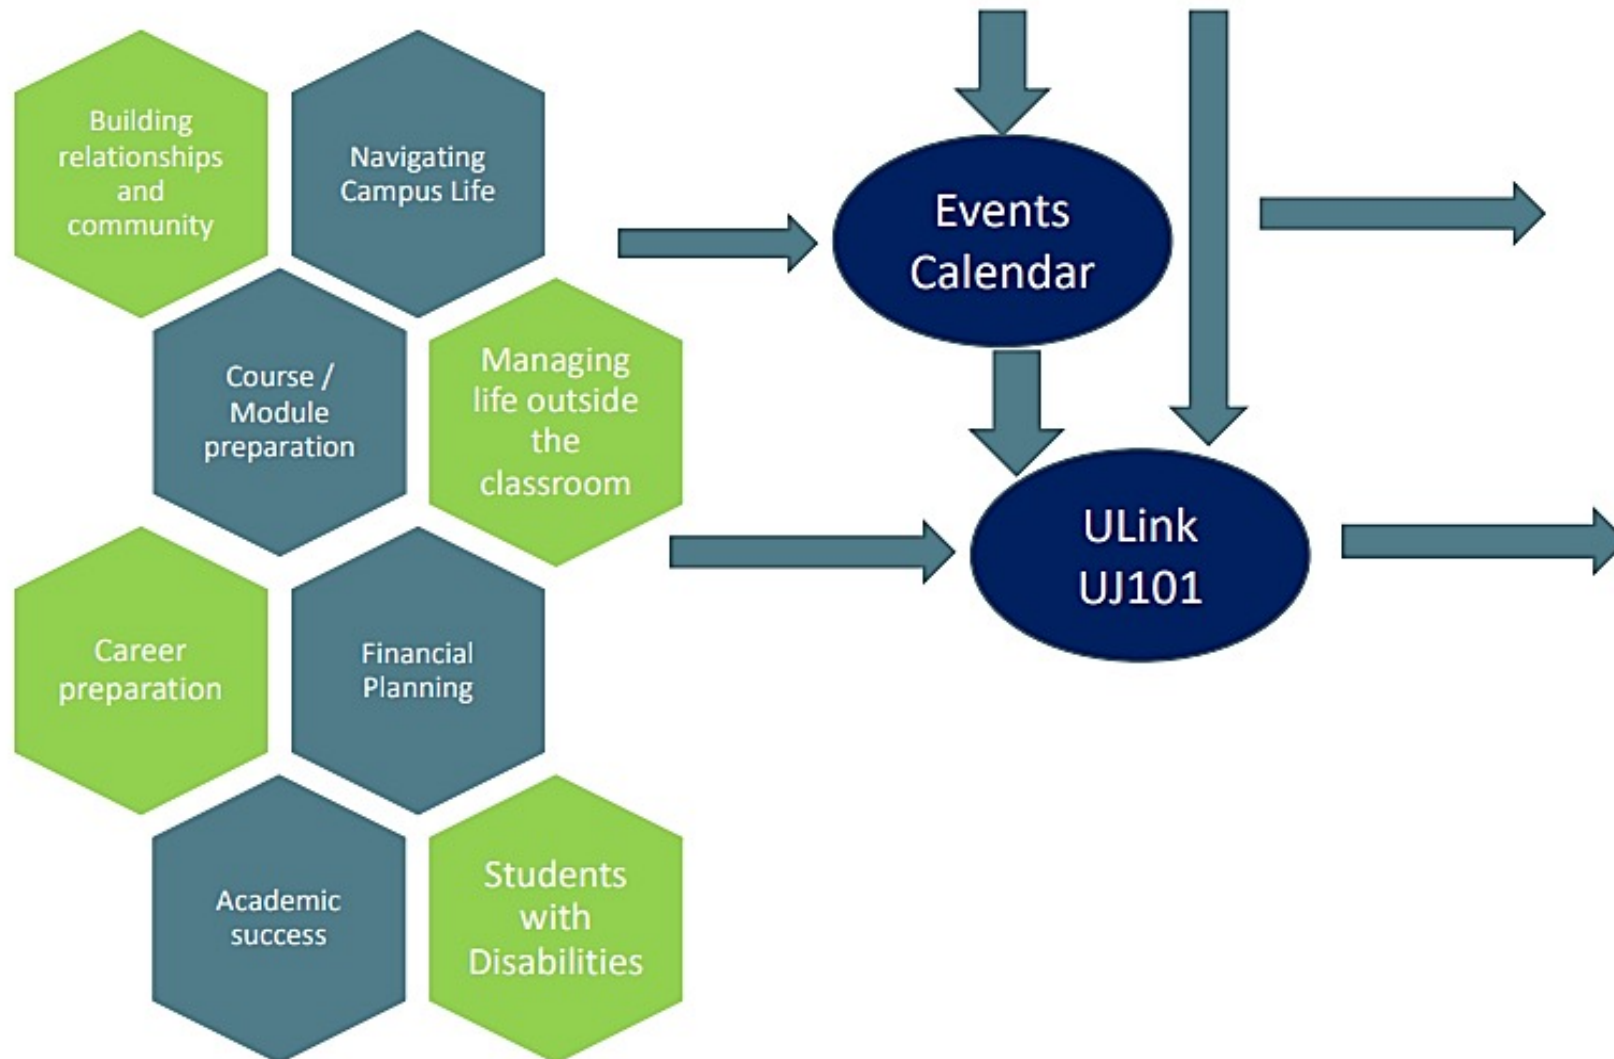 Building
relationships
and
community
Navigating
Campus Life
Course /
Module
preparation
Managing
life outside
the
classroom
Career
preparation
Financial
Planning
Academic
success
Students
with
Disabilities
Events
Calendar
ULink
UJ101